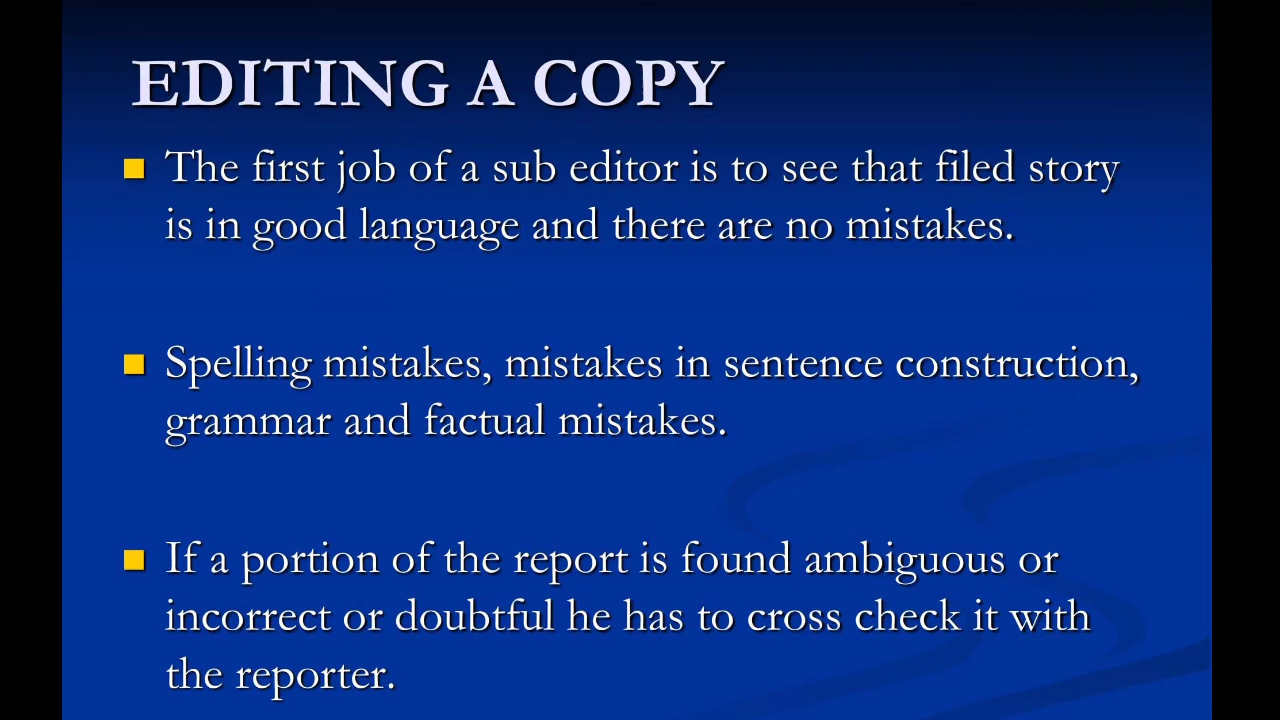 EDITING A COPY
The first job of a sub editor is to see that filed story
is in good language and there are no mistakes.
Spelling mistakes, mistakes in sentence construction,
grammar and factual mistakes.
If a portion of the report is found ambiguous or
incorrect or doubtful he has to cross check it with
the reporter.